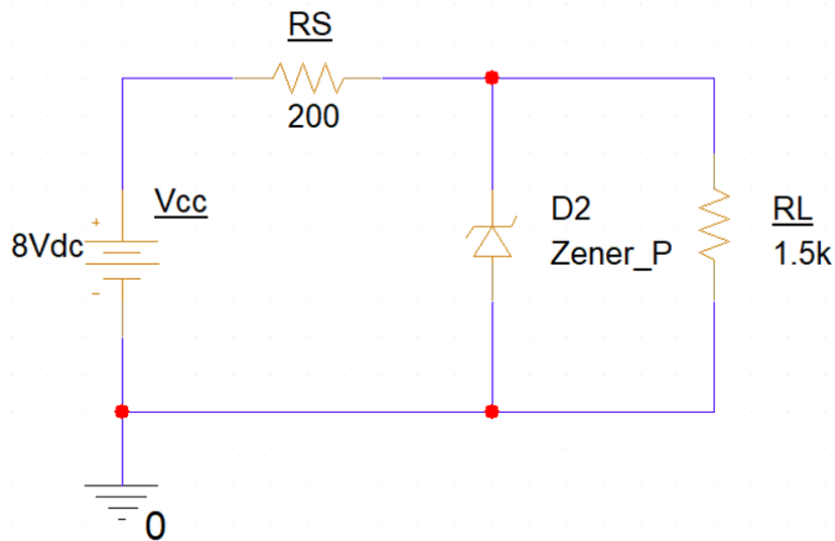 RS
200
+
Vcc
8Vdc
-
D2
Zener_P
RL
1.5k
0